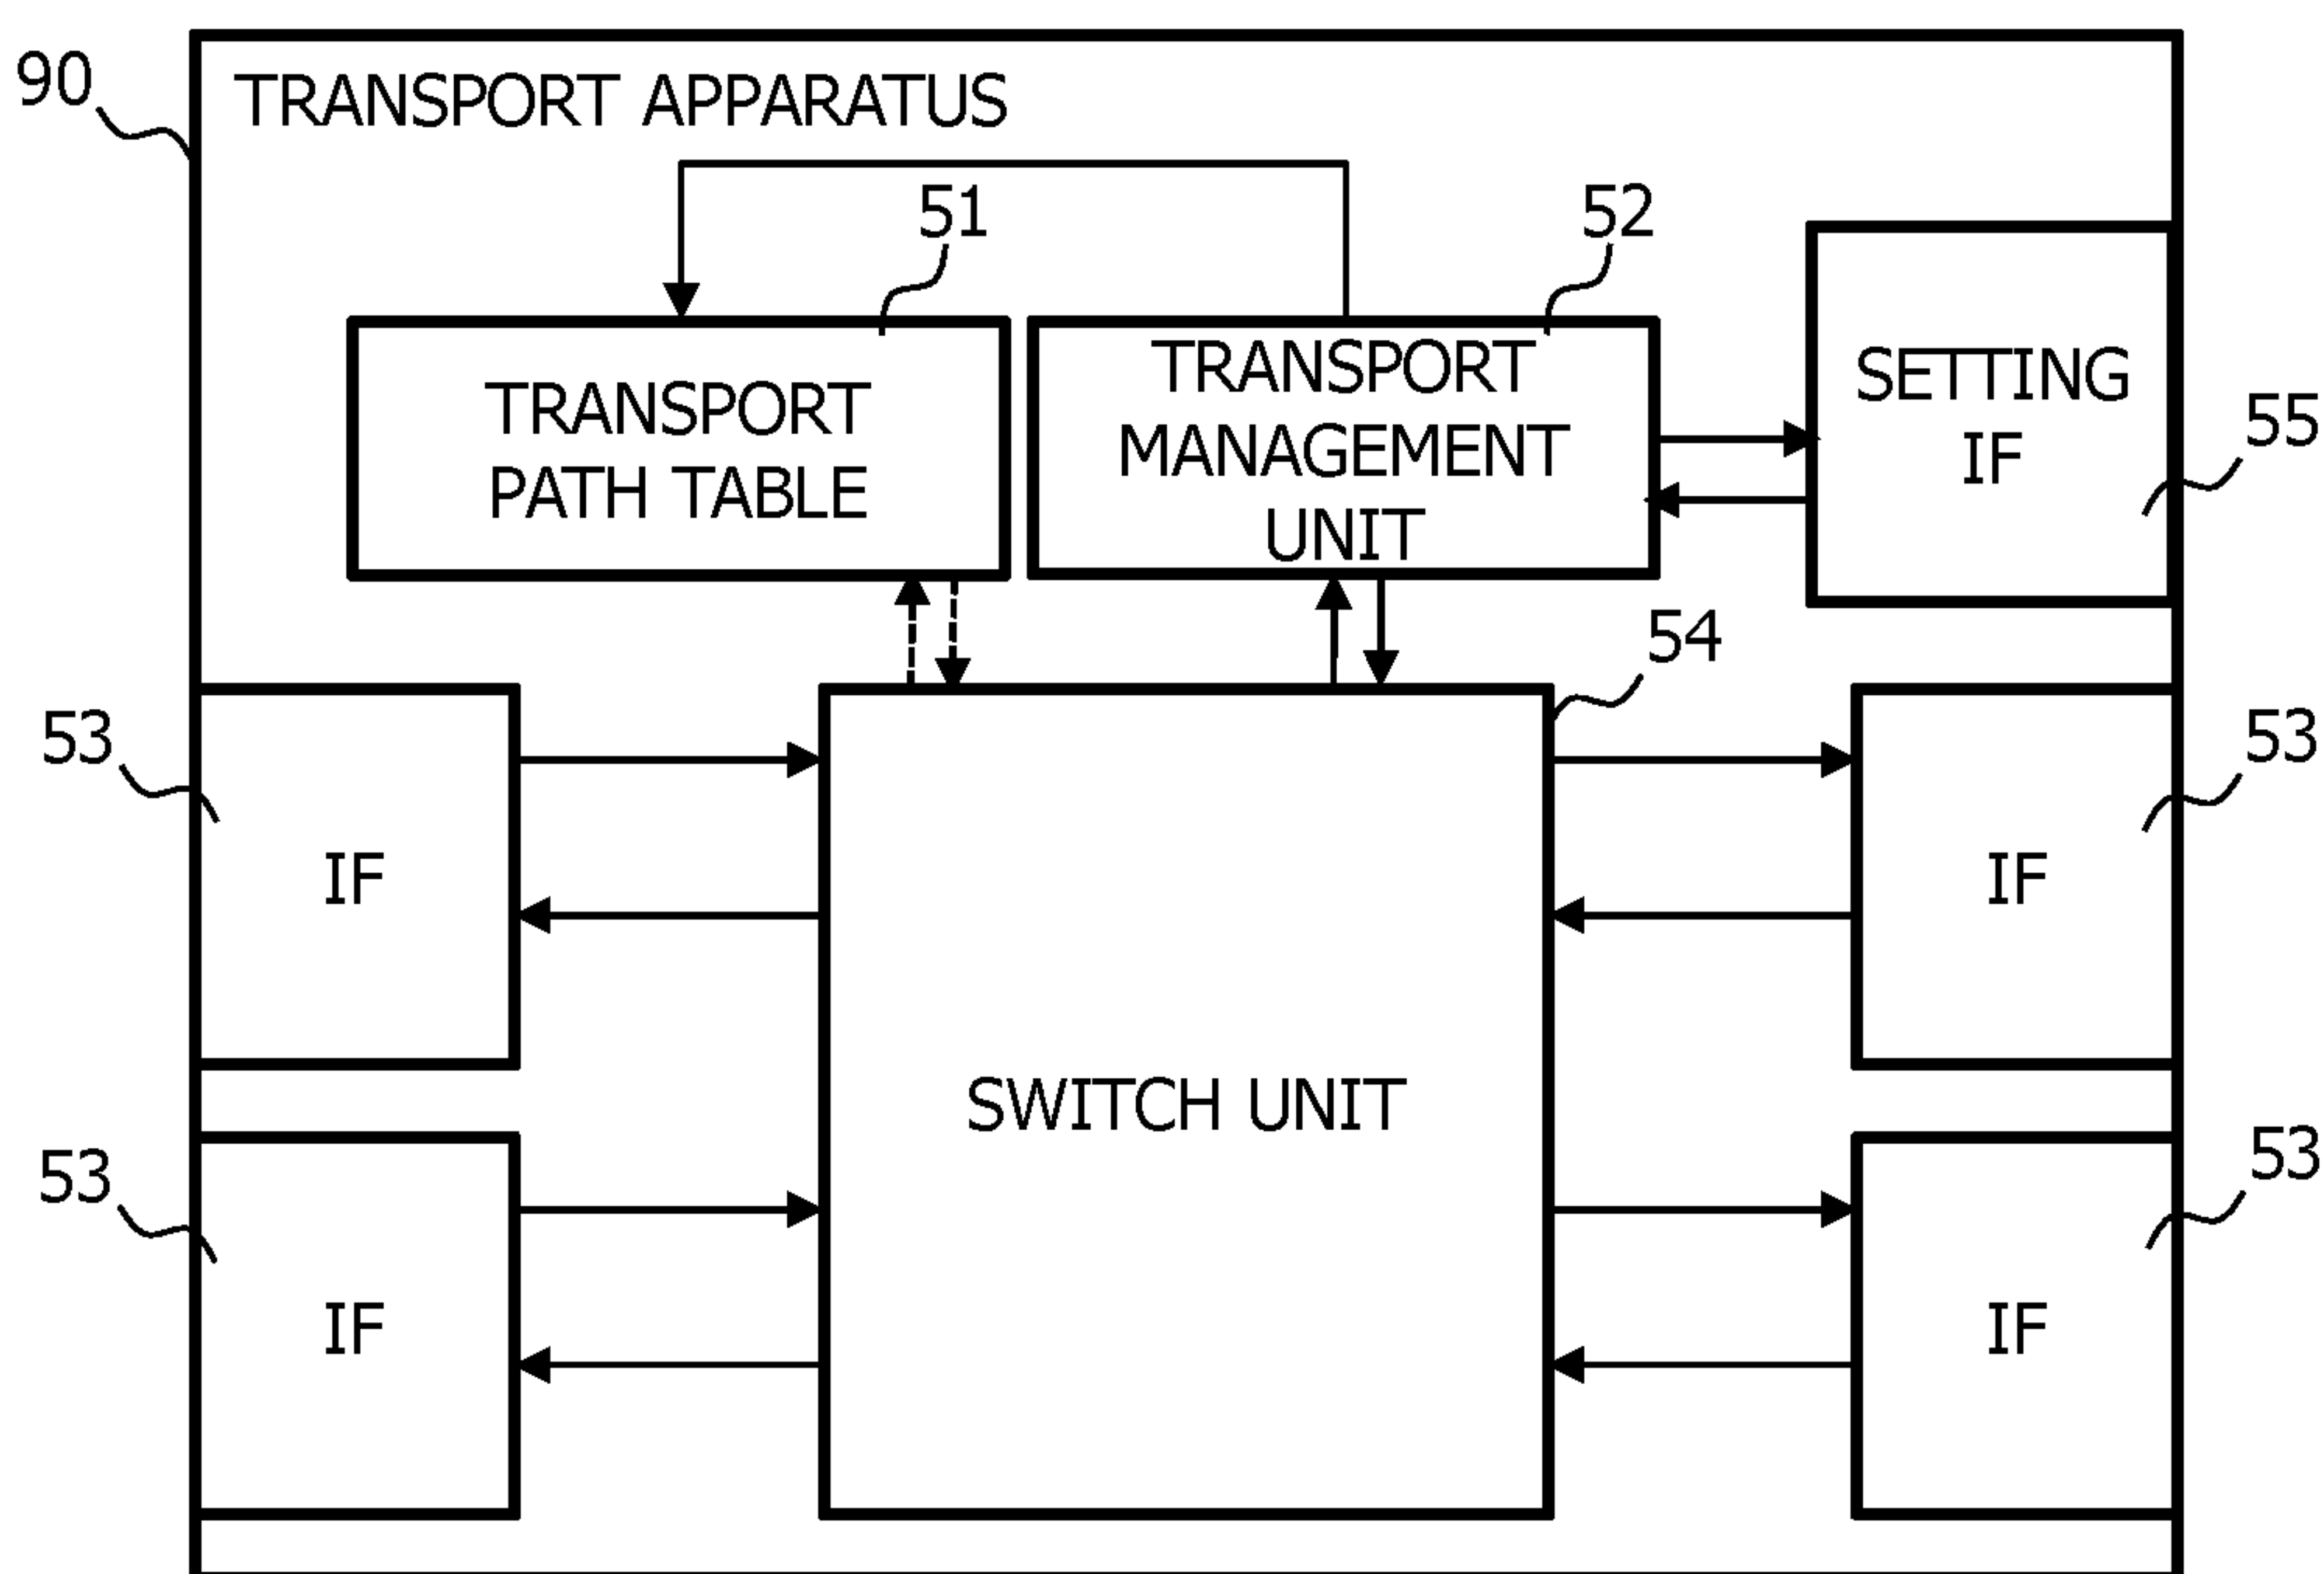 90
TRANSPORT APPARATUS
51
52
TRANSPORT
PATH TABLE
TRANSPORT
MANAGEMENT
UNIT
SETTING
IF
55
54
53
IF
53
IF
SWITCH UNIT
53
IF
53
IF